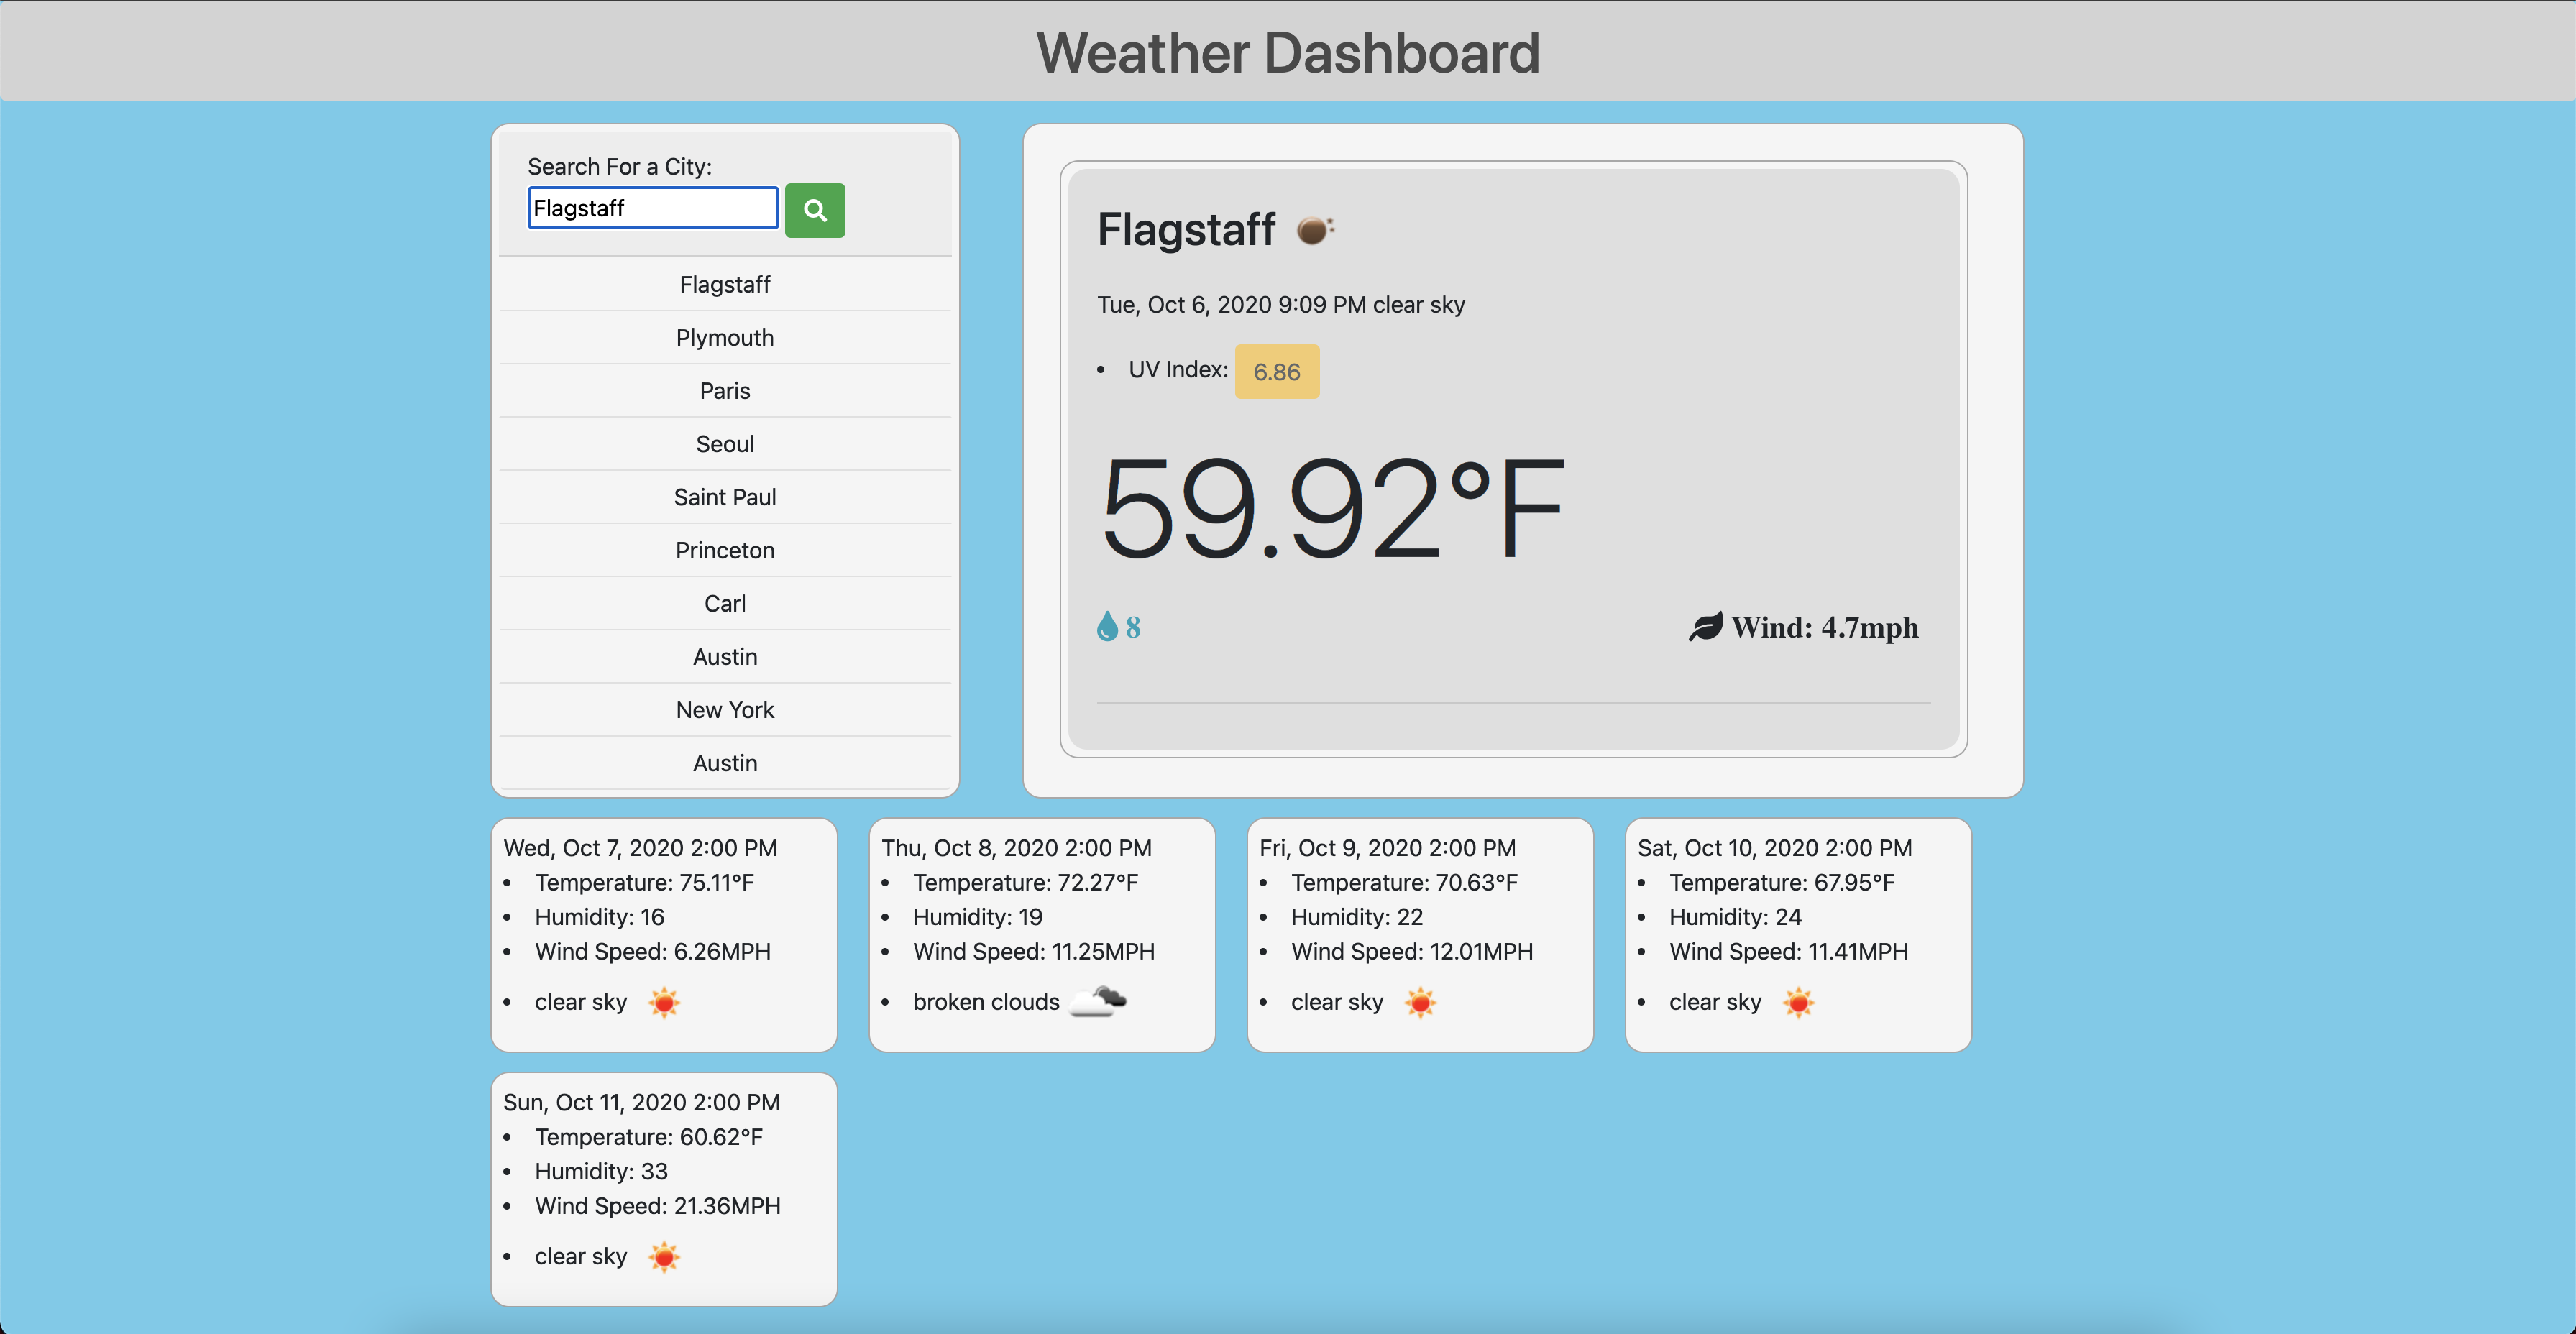 Weather Dashboard
Search For a City:
Flagstaff
Flagstaff
Plymouth
Paris
Seoul
Saint Paul
Princeton
Carl
Austin
New York
Austin
Flagstaff
Tue, Oct 6, 2020 9:09 PM clear sky
• UV Index: 6.86
59.92°F
8
Wind: 4.7mph
Wed, Oct 7, 2020 2:00 PM
• Temperature: 75.11°F
• Humidity: 16
• Wind Speed: 6.26MPH
• clear sky
Thu, Oct 8, 2020 2:00 PM
• Temperature: 72.27°F
• Humidity: 19
• Wind Speed: 11.25MPH
• broken clouds
Fri, Oct 9, 2020 2:00 PM
• Temperature: 70.63°F
• Humidity: 22
• Wind Speed: 12.01MPH
• clear sky
Sat, Oct 10, 2020 2:00 PM
• Temperature: 67.95°F
• Humidity: 24
• Wind Speed: 11.41MPH
• clear sky
Sun, Oct 11, 2020 2:00 PM
• Temperature: 60.62°F
• Humidity: 33
• Wind Speed: 21.36MPH
• clear sky